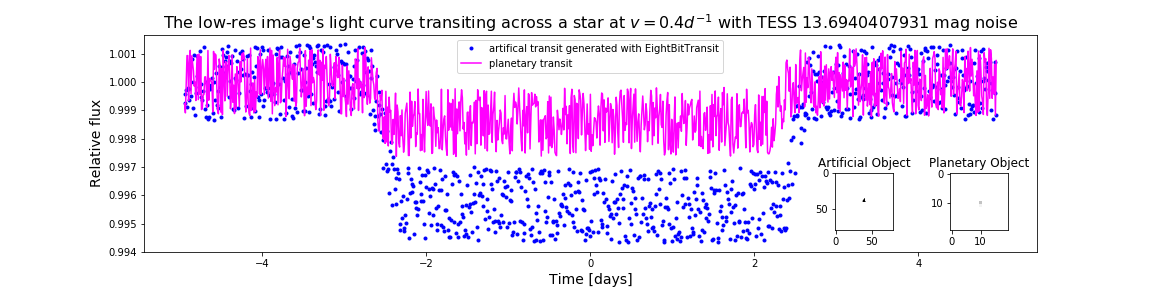 The low-res image's light curve transiting across a star at v = 0.4d⁻¹ with TESS 13.6940407931 mag noise
artifical transit generated with EightBitTransit
planetary transit
Relative flux
1.001
1.000
0.999
0.998
0.997
0.996
0.995
0.994
Artificial Object
0
50
0 50
Planetary Object
0
10
0 10
−4 −2 0 2 4
Time [days]